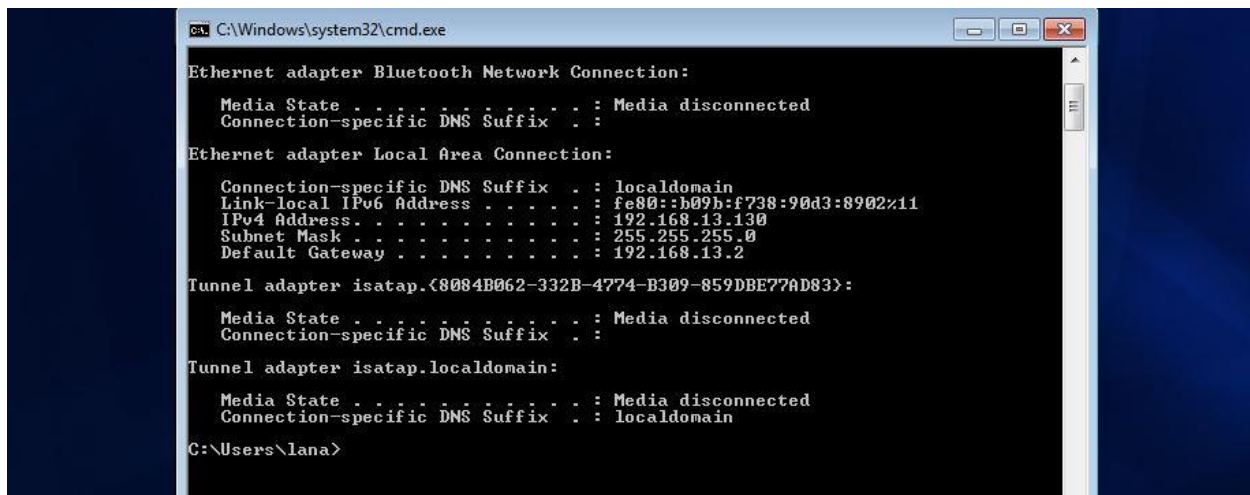 C:\Windows\system32\cmd.exe
Ethernet adapter Bluetooth Network Connection:
Media State . . . . . . . . . . . : Media disconnected
Connection-specific DNS Suffix . :
Ethernet adapter Local Area Connection:
Connection-specific DNS Suffix . : localdomain
Link-local IPv6 Address . . . . . : fe80::b09b:f738:90d3:8902%11
IPv4 Address. . . . . . . . . . . : 192.168.13.130
Subnet Mask . . . . . . . . . . . : 255.255.255.0
Default Gateway . . . . . . . . . : 192.168.13.2
Tunnel adapter isatap.{8084B062-332B-4774-B309-859DBE77AD83}:
Media State . . . . . . . . . . . : Media disconnected
Connection-specific DNS Suffix . :
Tunnel adapter isatap.localdomain:
Media State . . . . . . . . . . . : Media disconnected
Connection-specific DNS Suffix . : localdomain
C:\Users\lana>